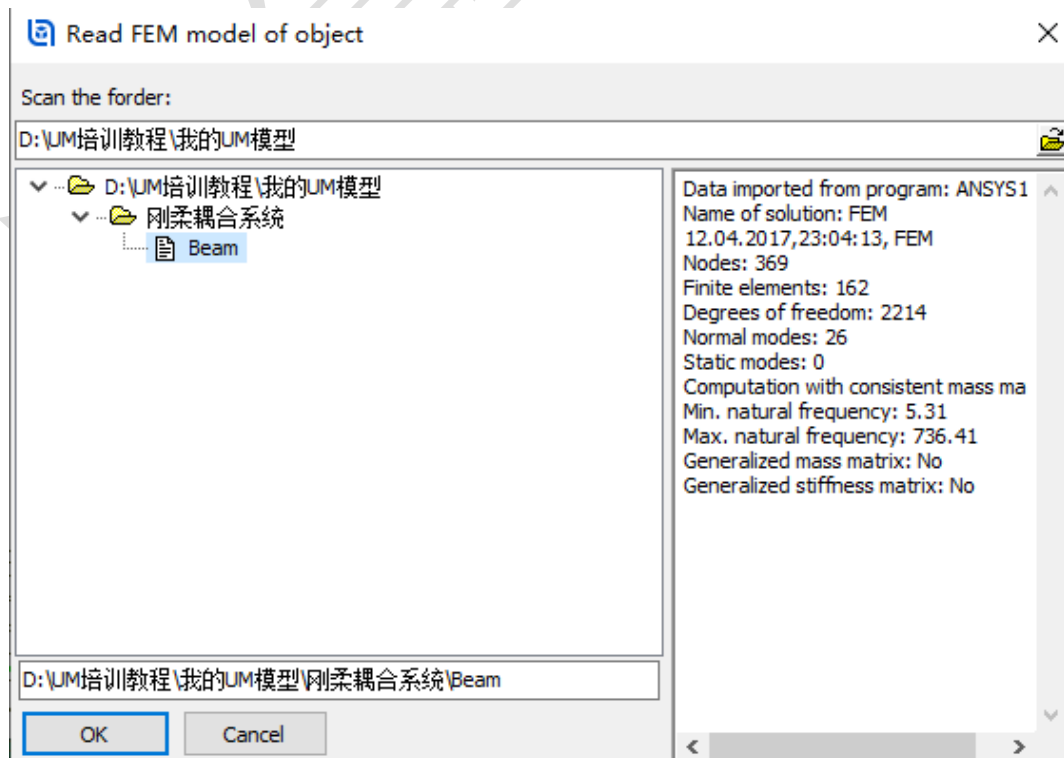 Read FEM model of object
Scan the forder:
D:\UM培训教程\我的UM模型
D:\UM培训教程\我的UM模型
刚柔耦合系统
Beam
D:\UM培训教程\我的UM模型\刚柔耦合系统\Beam
OK
Cancel
Data imported from program: ANSYS1
Name of solution: FEM
12.04.2017,23:04:13, FEM
Nodes: 369
Finite elements: 162
Degrees of freedom: 2214
Normal modes: 26
Static modes: 0
Computation with consistent mass ma
Min. natural frequency: 5.31
Max. natural frequency: 736.41
Generalized mass matrix: No
Generalized stiffness matrix: No